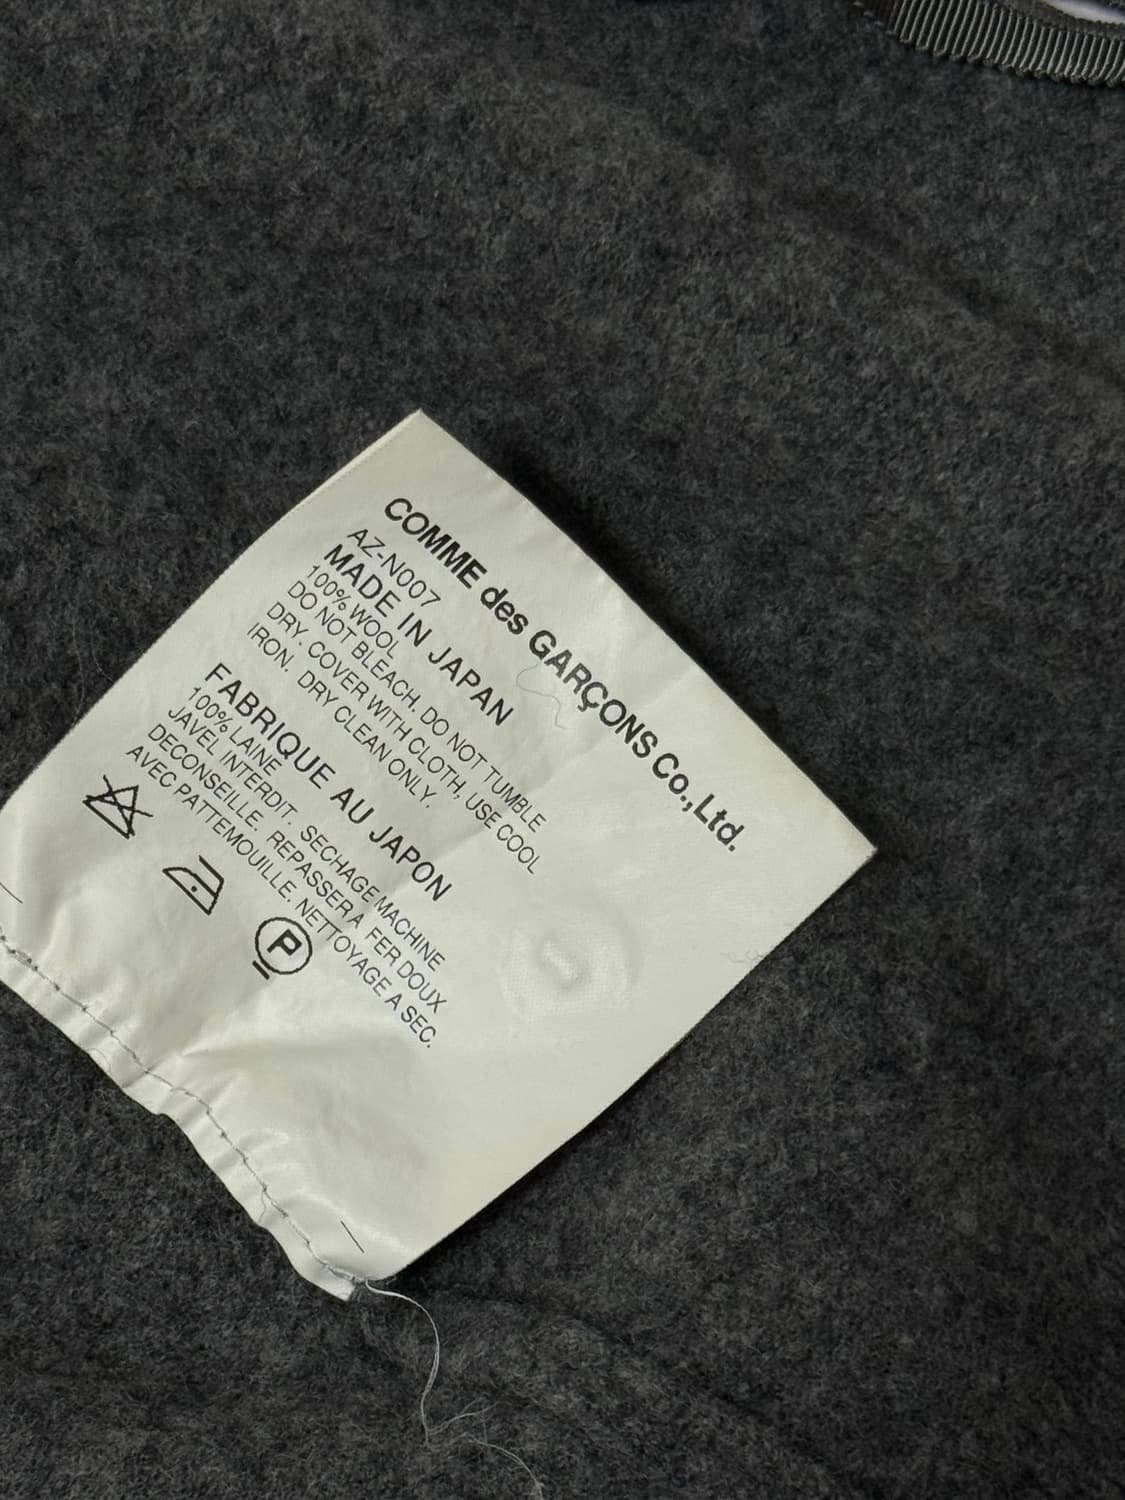 COMME des GARÇONS Co.,Ltd.
AZ-N007
MADE IN JAPAN
100% WOOL
DO NOT BLEACH. DO NOT TUMBLE
DRY. COVER WITH CLOTH, USE COOL
IRON. DRY CLEAN ONLY.
FABRIQUE AU JAPON
100% LAINE
JAVEL INTERDIT. SECHAGE MACHINE
DECONSEILLE. REPASSER A FER DOUX
AVEC PATTEMOUILLE. NETTOYAGE A SEC.
P